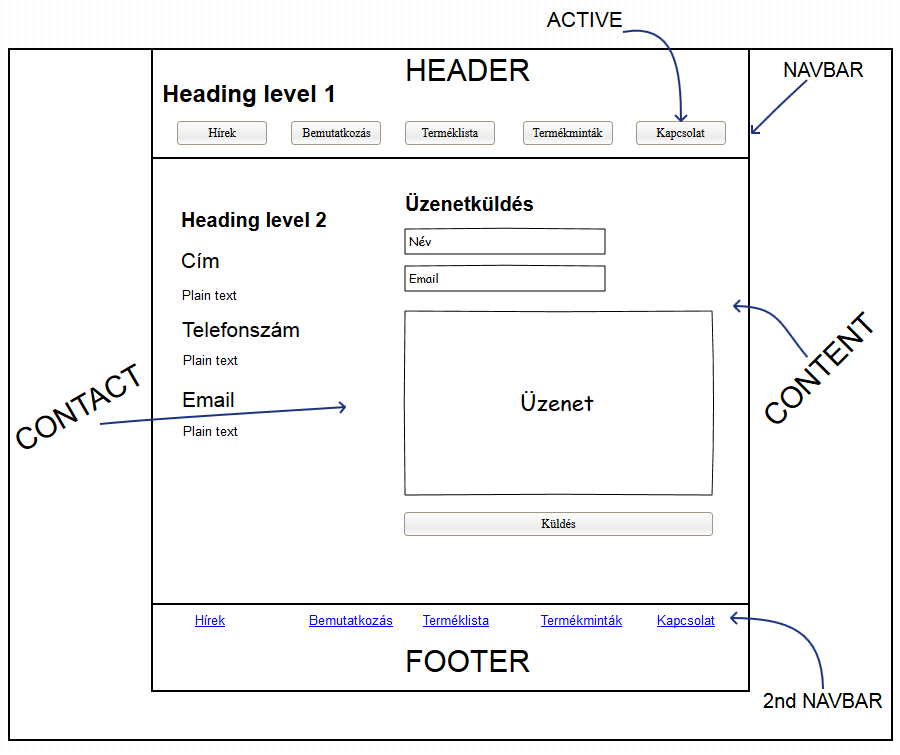 ACTIVE
HEADER
NAVBAR
Heading level 1
Hírek
Bemutatkozás
Terméklista
Termékminták
Kapcsolat
Heading level 2
Cím
Plain text
Telefonszám
Plain text
Email
Plain text
CONTACT
Üzenetküldés
Név
Email
Üzenet
Küldés
CONTENT
Hírek
Bemutatkozás
Terméklista
Termékminták
Kapcsolat
FOOTER
2nd NAVBAR